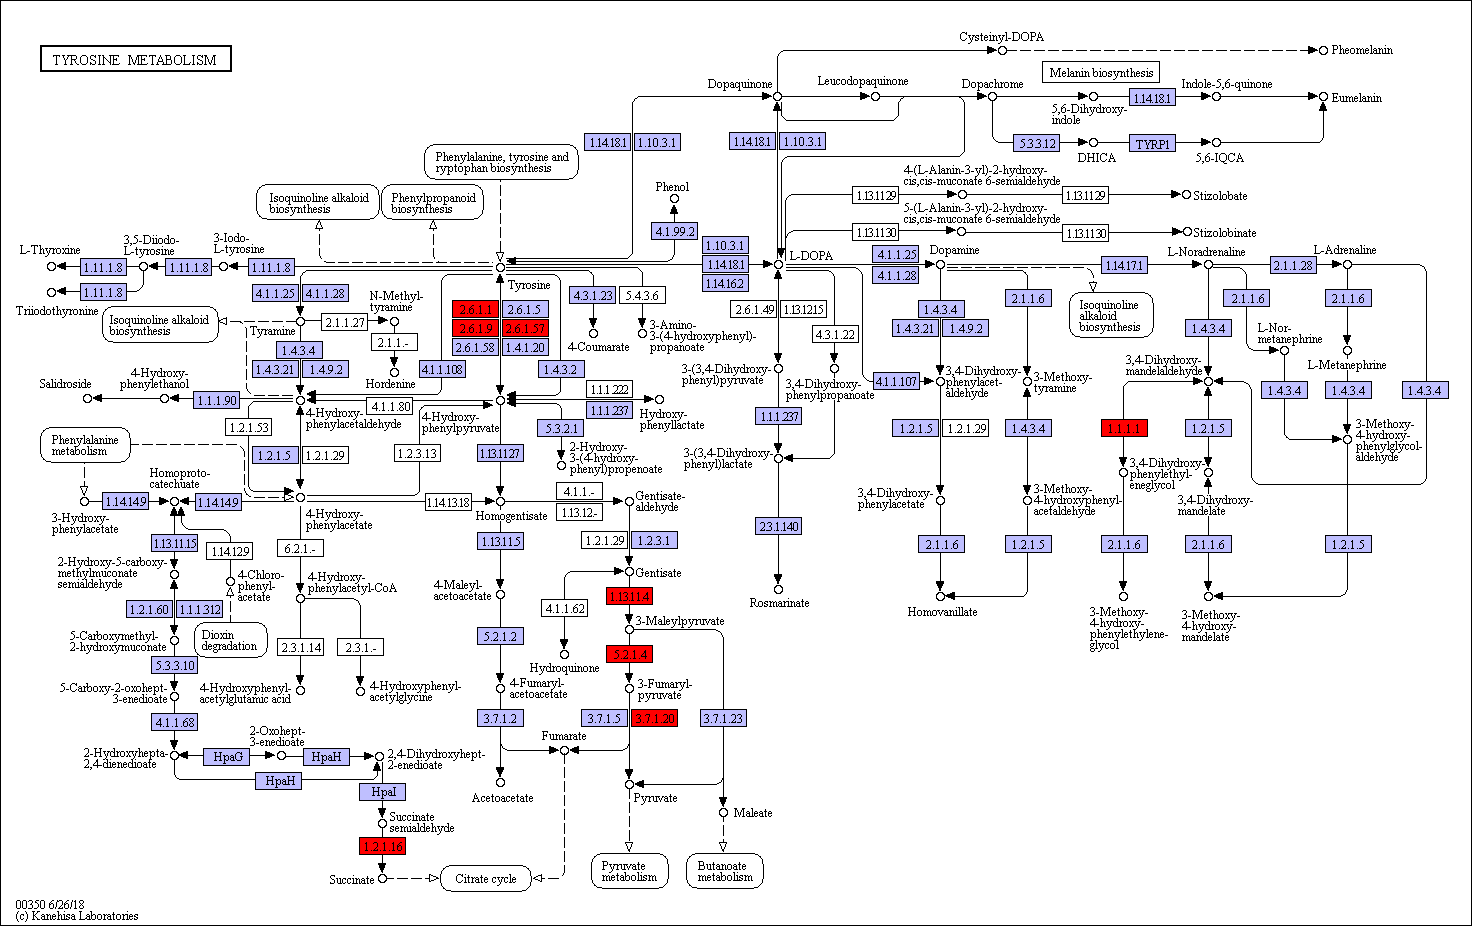 TYROSINE METABOLISM
Cysteinyl-DOPA
Pheomelanin
Melanin biosynthesis
Dopaquinone
Leucodopaquinone
Dopachrome
Indole-5,6-quinone
1.14.18.1
Eumelanin
5,6-Dihydroxy-
indole
1.14.18.1
1.10.3.1
1.14.18.1
1.10.3.1
5.3.3.12
TYRP1
DHICA
5,6-IQCA
Phenylalanine, tyrosine and
ryptophan biosynthesis
Isoquinoline alkaloid
biosynthesis
Phenylpropanoid
biosynthesis
Phenol
4-(L-Alanin-3-yl)-2-hydroxy-
cis,cis-muconate 6-semialdehyde
1.13.11.29
1.13.11.29
Stizolobate
5-(L-Alanin-3-yl)-2-hydroxy-
cis,cis-muconate 6-semialdehyde
1.13.11.30
1.13.11.30
Stizolobinate
4.1.99.2
L-Thyroxine
3,5-Diiodo-
L-tyrosine
3-Iodo-
L-tyrosine
1.11.1.8
1.11.1.8
1.11.1.8
1.11.1.8
Triiodothyronine
1.10.3.1
1.14.18.1
1.14.16.2
L-DOPA
4.1.1.25
4.1.1.28
Dopamine
1.14.17.1
L-Noradrenaline
2.1.1.28
L-Adrenaline
Tyrosine
4.1.1.25
4.1.1.28
N-Methyl-
tyramine
2.6.1.1
2.6.1.5
2.6.1.9
2.6.1.57
2.6.1.58
1.4.1.20
4.3.1.23
5.4.3.6
2.6.1.49
1.13.12.15
4.3.1.22
1.4.3.4
1.4.3.21
1.4.9.2
2.1.1.6
Isoquinoline
alkaloid
biosynthesis
2.1.1.6
2.1.1.6
1.4.3.4
L-Nor-
metanephrine
L-Metanephrine
Isoquinoline alkaloid
biosynthesis
Tyramine
2.1.1.27
2.1.1.-
Hordenine
4-Coumarate
3-Amino-
3-(4-hydroxyphenyl)-
propanoate
1.4.3.4
1.4.3.21
1.4.9.2
4.1.1.108
1.4.3.2
3-(3,4-Dihydroxy-
phenyl)pyruvate
3,4-Dihydroxy-
phenylpropanoate
4.1.1.107
3,4-Dihydroxy-
phenylacet-
aldehyde
3-Methoxy-
tyramine
3,4-Dihydroxy-
mandelaldehyde
1.4.3.4
1.4.3.4
1.4.3.4
Salidroside
4-Hydroxy-
phenylethanol
1.1.1.90
4-Hydroxy-
phenylacetaldehyde
4.1.1.80
4-Hydroxy-
phenylpyruvate
1.1.1.222
1.1.1.237
Hydroxy-
phenyllactate
1.1.1.237
1.2.1.53
5.3.2.1
2-Hydroxy-
3-(4-hydroxy-
phenyl)propenoate
1.2.1.5
1.2.1.29
1.4.3.4
1.1.1.1
1.2.1.5
3-Methoxy-
4-hydroxy-
phenylglycol-
aldehyde
Phenylalanine
metabolism
1.2.1.5
1.2.1.29
1.2.3.13
1.13.11.27
3-(3,4-Dihydroxy-
phenyl)lactate
3,4-Dihydroxy-
phenylethyl-
eneglycol
Homoproto-
catechuate
1.14.14.9
1.14.14.9
3-Hydroxy-
phenylacetate
4-Hydroxy-
phenylacetate
1.14.13.18
Homogentisate
4.1.1.-
1.13.12.-
Gentisate-
aldehyde
3,4-Dihydroxy-
phenylacetate
3-Methoxy-
4-hydroxyphenyl-
acetaldehyde
3,4-Dihydroxy-
mandelate
2.3.1.140
1.13.11.15
1.14.12.9
6.2.1.-
1.13.11.5
1.2.1.29
1.2.3.1
2.1.1.6
1.2.1.5
2.1.1.6
2.1.1.6
1.2.1.5
2-Hydroxy-5-carboxy-
methylmuconate
semialdehyde
4-Chloro-
phenyl-
acetate
4-Hydroxy-
phenylacetyl-CoA
4-Maleyl-
acetoacetate
Gentisate
1.13.11.4
Rosmarinate
Homovanillate
3-Methoxy-
4-hydroxy-
phenylethylene-
glycol
3-Methoxy-
4-hydroxy-
mandelate
1.2.1.60
1.1.1.312
4.1.1.62
3-Maleylpyruvate
5-Carboxymethyl-
2-hydroxymuconate
Dioxin
degradation
2.3.1.14
2.3.1.-
5.2.1.2
5.2.1.4
Hydroquinone
5.3.3.10
5-Carboxy-2-oxohept-
3-enedioate
4-Hydroxyphenyl-
acetylglutamic acid
4-Hydroxyphenyl-
acetylglycine
4-Fumaryl-
acetoacetate
3-Fumaryl-
pyruvate
4.1.1.68
3.7.1.2
3.7.1.5
3.7.1.20
3.7.1.23
2-Oxohept-
3-enedioate
Fumarate
2-Hydroxyhepta-
2,4-dienedioate
HpaG
HpaH
2,4-Dihydroxyhept-
2-enedioate
HpaH
HpaI
Acetoacetate
Pyruvate
Maleate
Succinate
semialdehyde
1.2.1.16
Succinate
Citrate cycle
Pyruvate
metabolism
Butanoate
metabolism
00350 6/26/18
(c) Kanehisa Laboratories